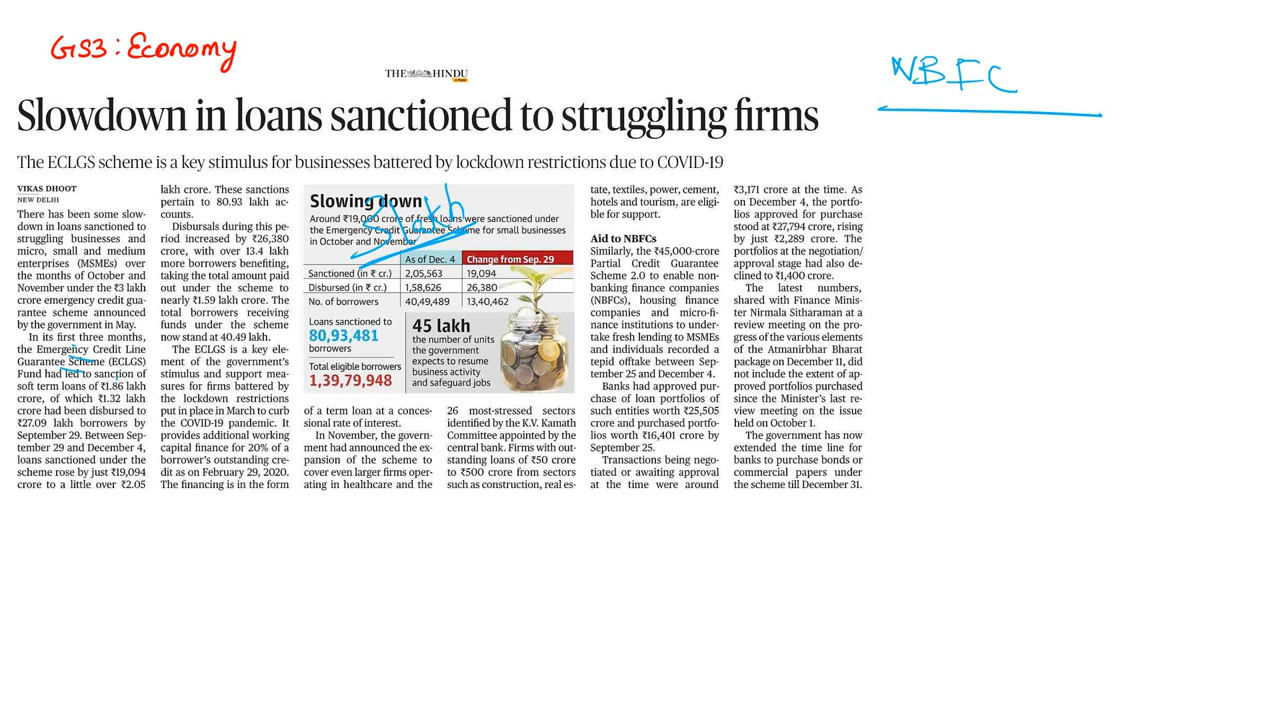 GS3 : Economy
NBFC
THE HINDU
Slowdown in loans sanctioned to struggling firms
The ECLGS scheme is a key stimulus for businesses battered by lockdown restrictions due to COVID-19
VIKAS DHOOT
NEW DELHI
There has been some slow-
down in loans sanctioned to
struggling businesses and
micro, small and medium
enterprises (MSMEs) over
the months of October and
November under the ₹3 lakh
crore emergency credit gua-
rantee scheme announced
by the government in May.
In its first three months,
the Emergency Credit Line
Guarantee Scheme (ECLGS)
Fund had led to sanction of
soft term loans of ₹1.86 lakh
crore, of which ₹1.32 lakh
crore had been disbursed to
₹27.09 lakh borrowers by
September 29. Between Sep-
tember 29 and December 4,
loans sanctioned under the
scheme rose by just ₹19,094
crore to a little over ₹2.05
lakh crore. These sanctions
pertain to 80.93 lakh ac-
counts.
Disbursals during this pe-
riod increased by ₹26,380
crore, with over 13.4 lakh
more borrowers benefiting,
taking the total amount paid
out under the scheme to
nearly ₹1.59 lakh crore. The
total borrowers receiving
funds under the scheme
now stand at 40.49 lakh.
The ECLGS is a key ele-
ment of the government's
stimulus and support mea-
sures for firms battered by
the lockdown restrictions
put in place in March to curb
the COVID-19 pandemic. It
provides additional working
capital finance for 20% of a
borrower's outstanding cre-
dit as on February 29, 2020.
The financing is in the form
Slowing down
3 lakh
Around ₹19,000 crore of fresh loans were sanctioned under
the Emergency Credit Guarantee Scheme for small businesses
in October and November
As of Dec. 4 Change from Sep. 29
Sanctioned (in ₹ cr.) 2,05,563 19,094
Disbursed (in ₹ cr.) 1,58,626 26,380
No. of borrowers 40,49,489 13,40,462
Loans sanctioned to
80,93,481
borrowers
Total eligible borrowers
1,39,79,948
45 lakh
the number of units
the government
expects to resume
business activity
and safeguard jobs
of a term loan at a conces-
sional rate of interest.
In November, the govern-
ment had announced the ex-
pansion of the scheme to
cover even larger firms oper-
ating in healthcare and the
26 most-stressed sectors
identified by the K.V. Kamath
Committee appointed by the
central bank. Firms with out-
standing loans of ₹50 crore
to ₹500 crore from sectors
such as construction, real es-
tate, textiles, power, cement,
hotels and tourism, are eligi-
ble for support.
Aid to NBFCs
Similarly, the ₹45,000-crore
Partial Credit Guarantee
Scheme 2.0 to enable non-
banking finance companies
(NBFCs), housing finance
companies and micro-fi-
nance institutions to under-
take fresh lending to MSMEs
and individuals recorded a
tepid offtake between Sep-
tember 25 and December 4.
Banks had approved pur-
chase of loan portfolios of
such entities worth ₹25,505
crore and purchased portfo-
lios worth ₹16,401 crore by
September 25.
Transactions being nego-
tiated or awaiting approval
at the time were around
₹3,171 crore at the time. As
on December 4, the portfo-
lios approved for purchase
stood at ₹27,794 crore, rising
by just ₹2,289 crore. The
portfolios at the negotiation/
approval stage had also de-
clined to ₹1,400 crore.
The latest numbers,
shared with Finance Minis-
ter Nirmala Sitharaman at a
review meeting on the pro-
gress of the various elements
of the Atmanirbhar Bharat
package on December 11, did
not include the extent of ap-
proved portfolios purchased
since the Minister's last re-
view meeting on the issue
held on October 1.
The government has now
extended the time line for
banks to purchase bonds or
commercial papers under
the scheme till December 31.